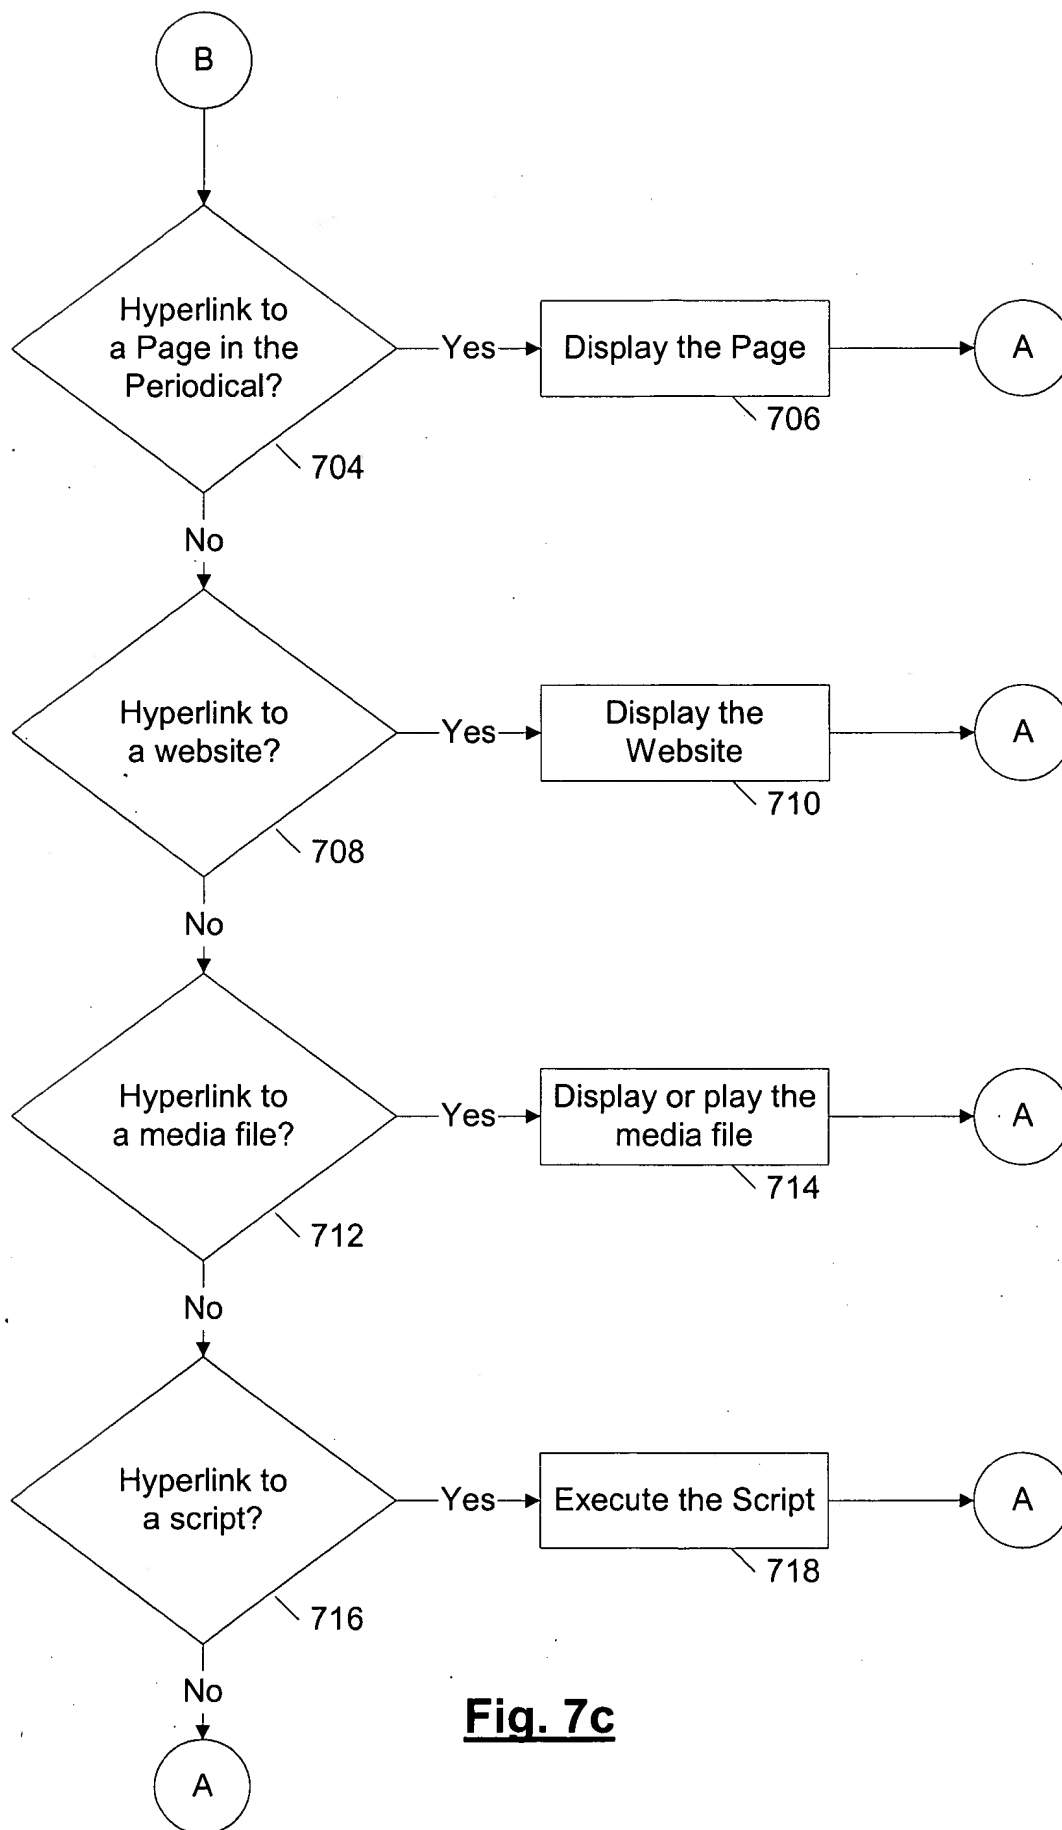 B
Hyperlink to
a Page in the
Periodical?
Yes
Display the Page
A
706
704
No
Hyperlink to
a website?
Yes
Display the
Website
A
710
708
No
Hyperlink to
a media file?
Yes
Display or play the
media file
A
714
712
No
Hyperlink to
a script?
Yes
Execute the Script
A
718
716
No
Fig. 7c
A